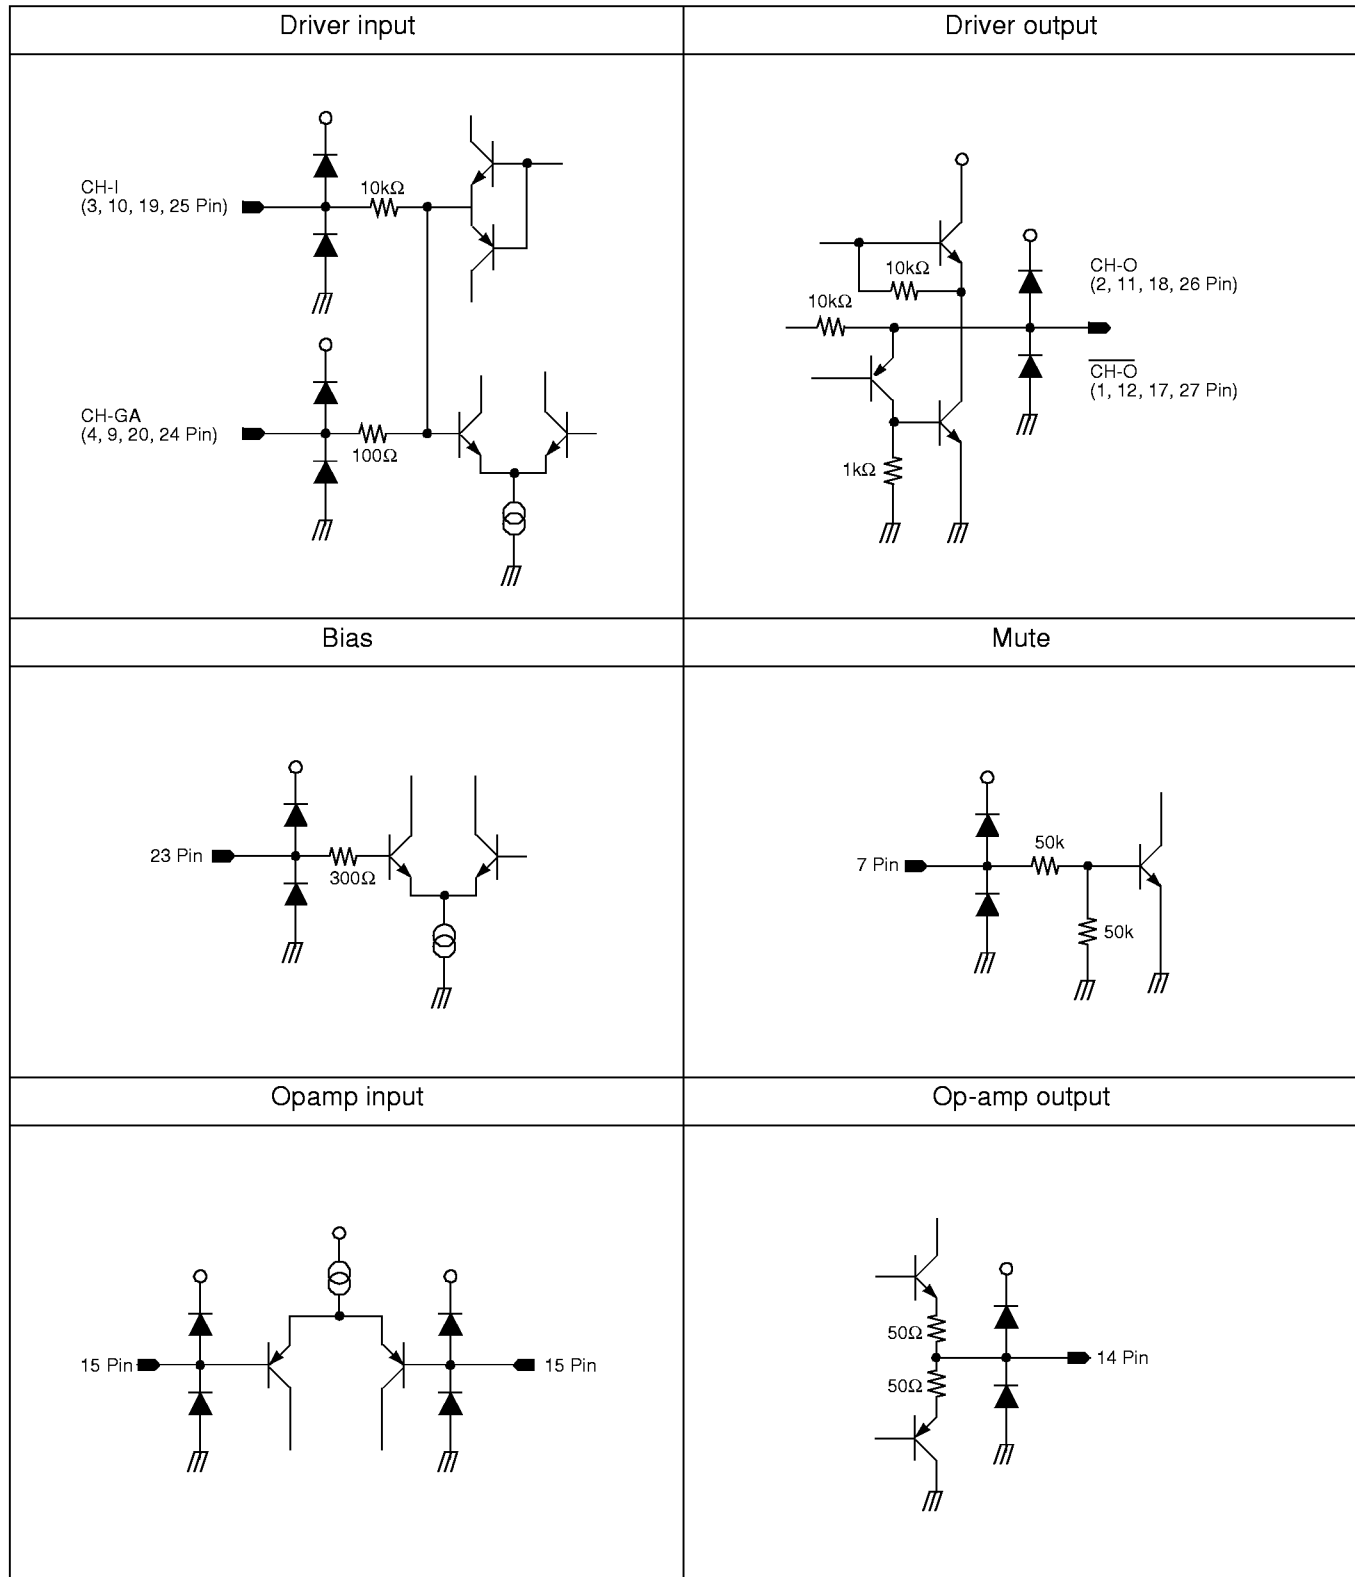 Driver input
Driver output
CH-I
(3, 10, 19, 25 Pin)
10kΩ
CH-GA
(4, 9, 20, 24 Pin)
100Ω
10kΩ
10kΩ
1kΩ
CH-O
(2, 11, 18, 26 Pin)
CH-O
(1, 12, 17, 27 Pin)
Bias
Mute
23 Pin
300Ω
7 Pin
50k
50k
Opamp input
Op-amp output
15 Pin
15 Pin
50Ω
50Ω
14 Pin